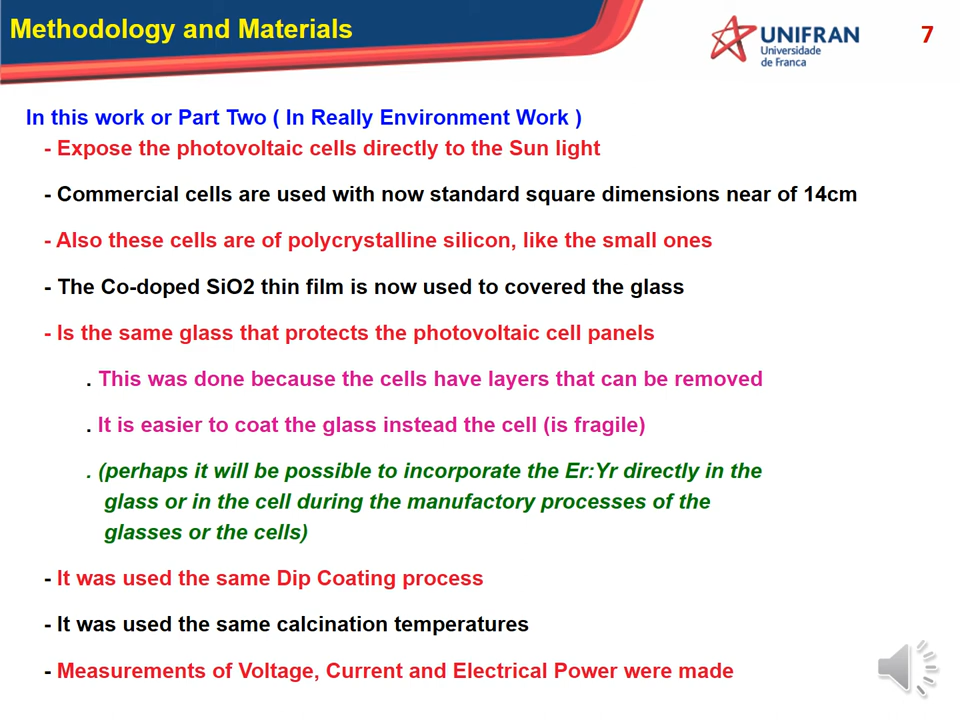 Methodology and Materials
UNIFRAN
Universidade
de Franca
7
In this work or Part Two ( In Really Environment Work )
- Expose the photovoltaic cells directly to the Sun light
- Commercial cells are used with now standard square dimensions near of 14cm
- Also these cells are of polycrystalline silicon, like the small ones
- The Co-doped SiO2 thin film is now used to covered the glass
- Is the same glass that protects the photovoltaic cell panels
. This was done because the cells have layers that can be removed
. It is easier to coat the glass instead the cell (is fragile)
. (perhaps it will be possible to incorporate the Er:Yr directly in the
glass or in the cell during the manufactory processes of the
glasses or the cells)
- It was used the same Dip Coating process
- It was used the same calcination temperatures
- Measurements of Voltage, Current and Electrical Power were made